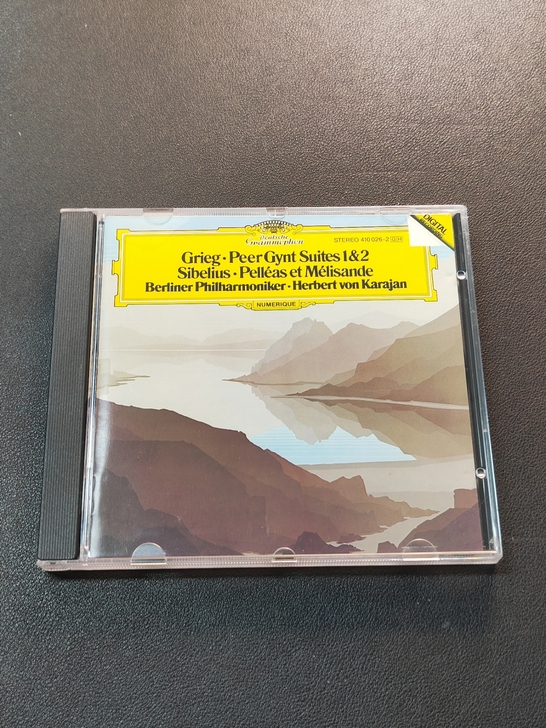 DIGITAL
Deutsche
Grammophon
STEREO 410 026-2 GH
Grieg · Peer Gynt Suites 1 & 2
Sibelius · Pelléas et Mélisande
Berliner Philharmoniker · Herbert von Karajan
NUMERIQUE